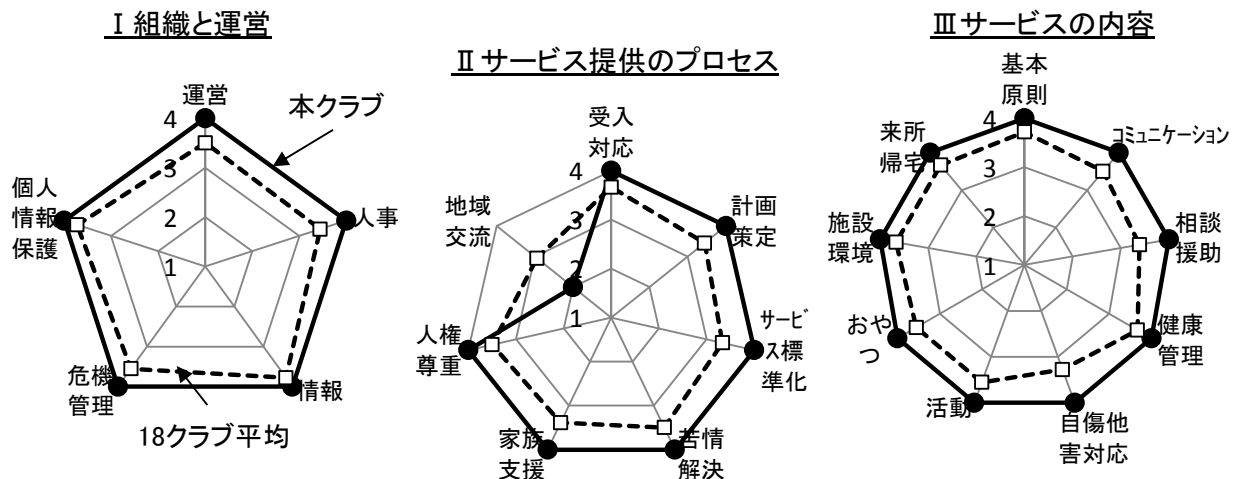 Ⅰ 組織と運営
運営
本クラブ
4
3
2
1
個人
情報
保護
人事
危機
管理
情報
18クラブ平均
Ⅱ サービス提供のプロセス
受入
対応
4
3
2
1
地域
交流
計画
策定
人権
尊重
サービ
ス標
準化
家族
支援
苦情
解決
Ⅲサービスの内容
基本
原則
4
3
2
1
来所
帰宅
コミュニケーション
施設
環境
相談
援助
おや
つ
健康
管理
活動
自傷他
害対応